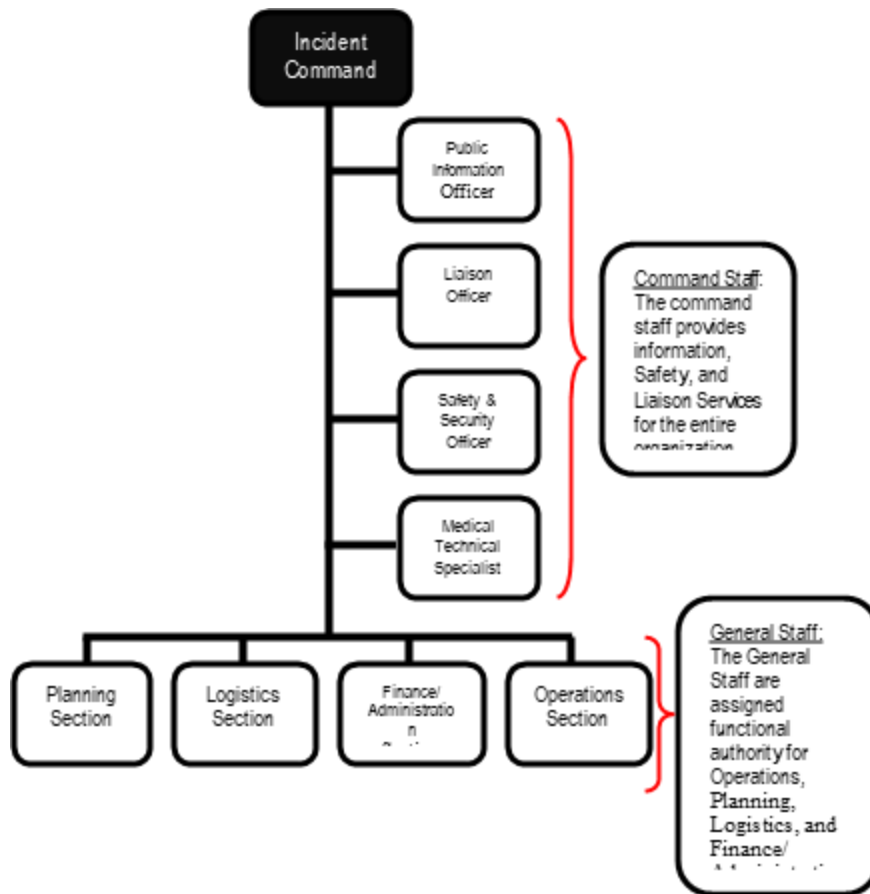 Incident
Command
Public
Information
Officer
Liaison
Officer
Safety &
Security
Officer
Medical
Technical
Specialist
Command Staff:
The command
staff provides
information,
Safety, and
Liaison Services
for the entire
organization
Planning
Section
Logistics
Section
Finance/
Administratio
n
Operations
Section
General Staff:
The General
Staff are
assigned
functional
authority for
Operations,
Planning,
Logistics, and
Finance/